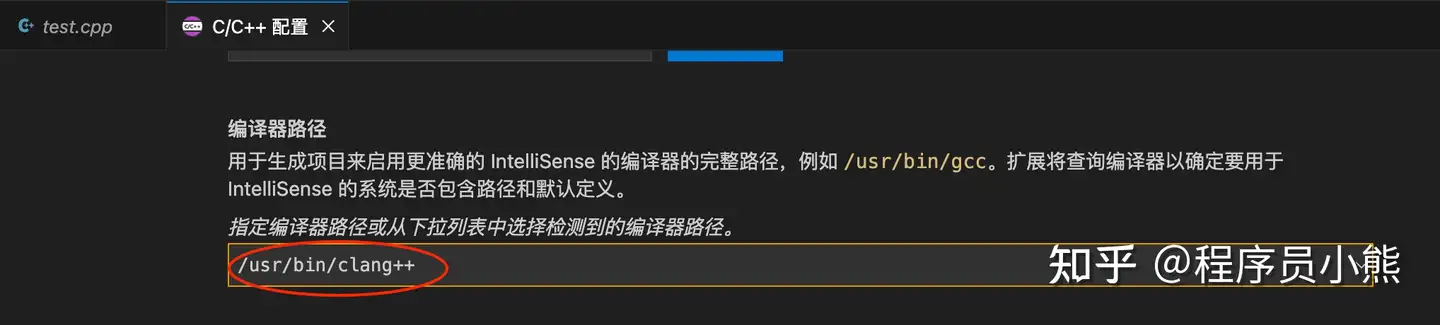 test.cpp
C/C++ 配置
编译器路径
用于生成项目来启用更准确的 IntelliSense 的编译器的完整路径，例如 /usr/bin/gcc。扩展将查询编译器以确定要用于
IntelliSense 的系统是否包含路径和默认定义。
指定编译器路径或从下拉列表中选择检测到的编译器路径。
/usr/bin/clang++
知乎 @程序员小熊